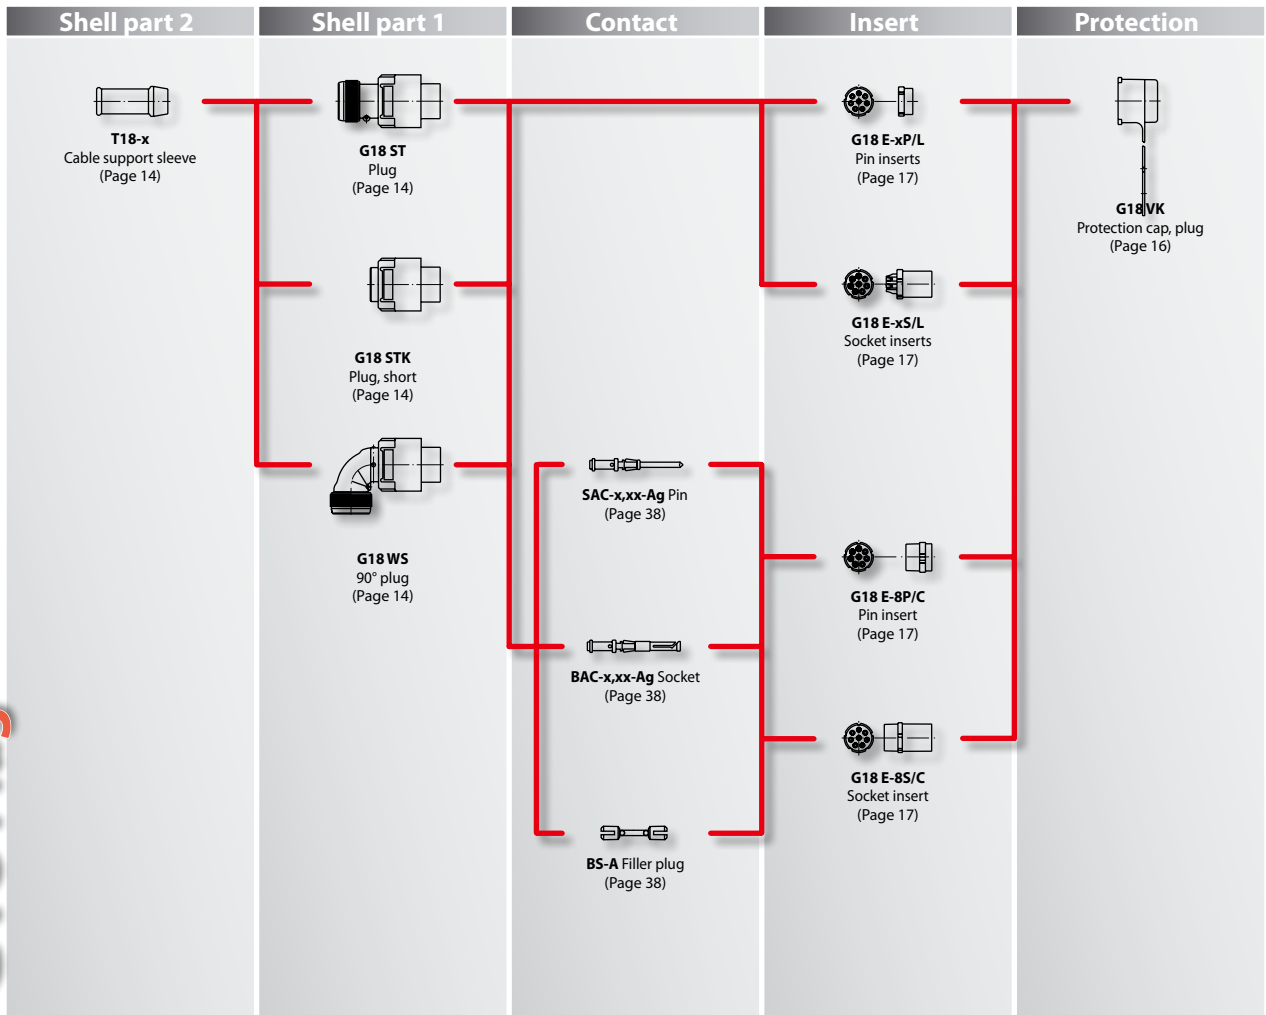 Shell part 2
Shell part 1
Contact
Insert
Protection
T18-x
Cable support sleeve
(Page 14)
G18 ST
Plug
(Page 14)
G18 STK
Plug, short
(Page 14)
G18 WS
90° plug
(Page 14)
SAC-x,xx-Ag Pin
(Page 38)
BAC-x,xx-Ag Socket
(Page 38)
BS-A Filler plug
(Page 38)
G18 E-xP/L
Pin inserts
(Page 17)
G18 E-xS/L
Socket inserts
(Page 17)
G18 E-8P/C
Pin insert
(Page 17)
G18 E-8S/C
Socket insert
(Page 17)
G18 VK
Protection cap, plug
(Page 16)